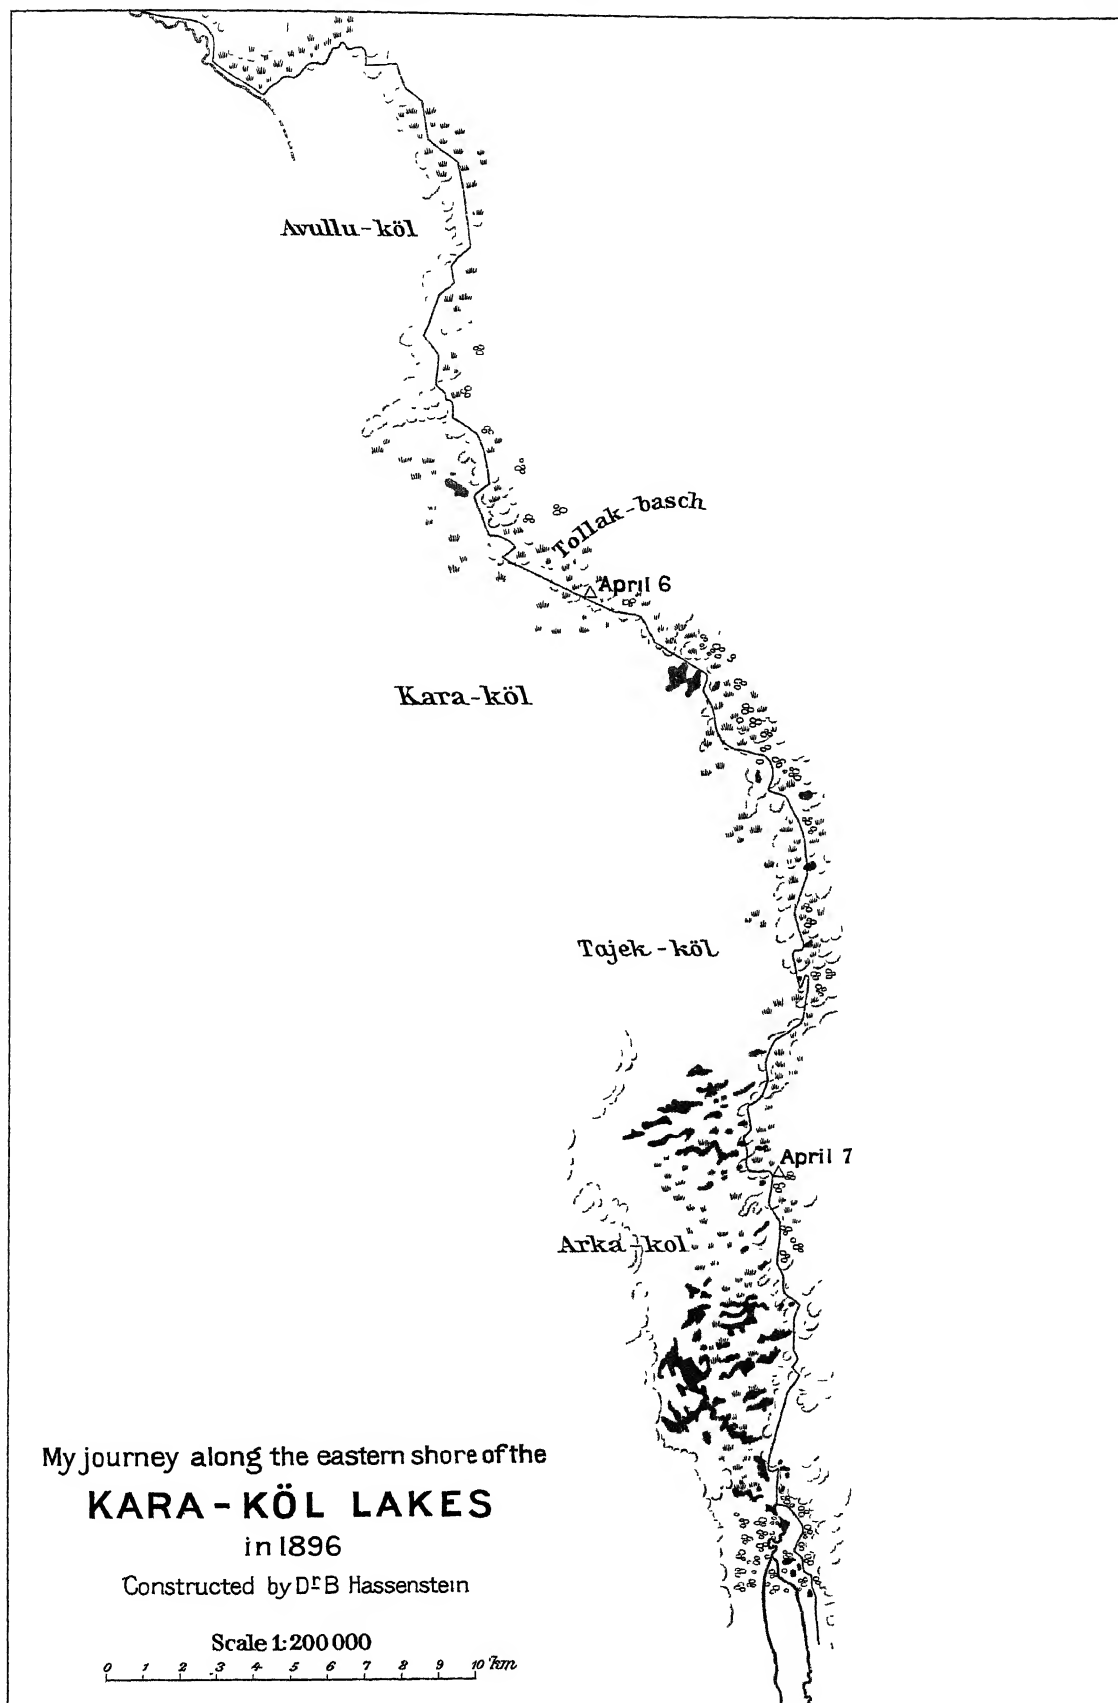 Avullu-köl
Tollak-basch
April 6
Kara-köl
Tajek-köl
April 7
Arka-kol
My journey along the eastern shore of the
KARA-KÖL LAKES
in 1896
Constructed by Dr B Hassenstein
Scale 1:200 000
0 1 2 3 4 5 6 7 8 9 10 km